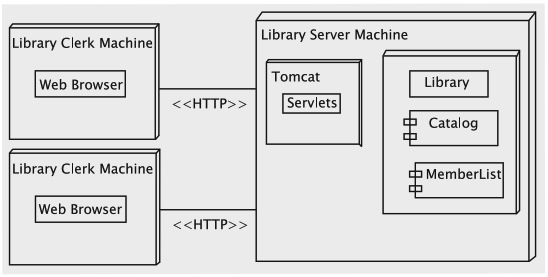 Library Clerk Machine
Web Browser
<<HTTP>>
Library Clerk Machine
Web Browser
<<HTTP>>
Library Server Machine
Tomcat
Servlets
Library
Catalog
MemberList